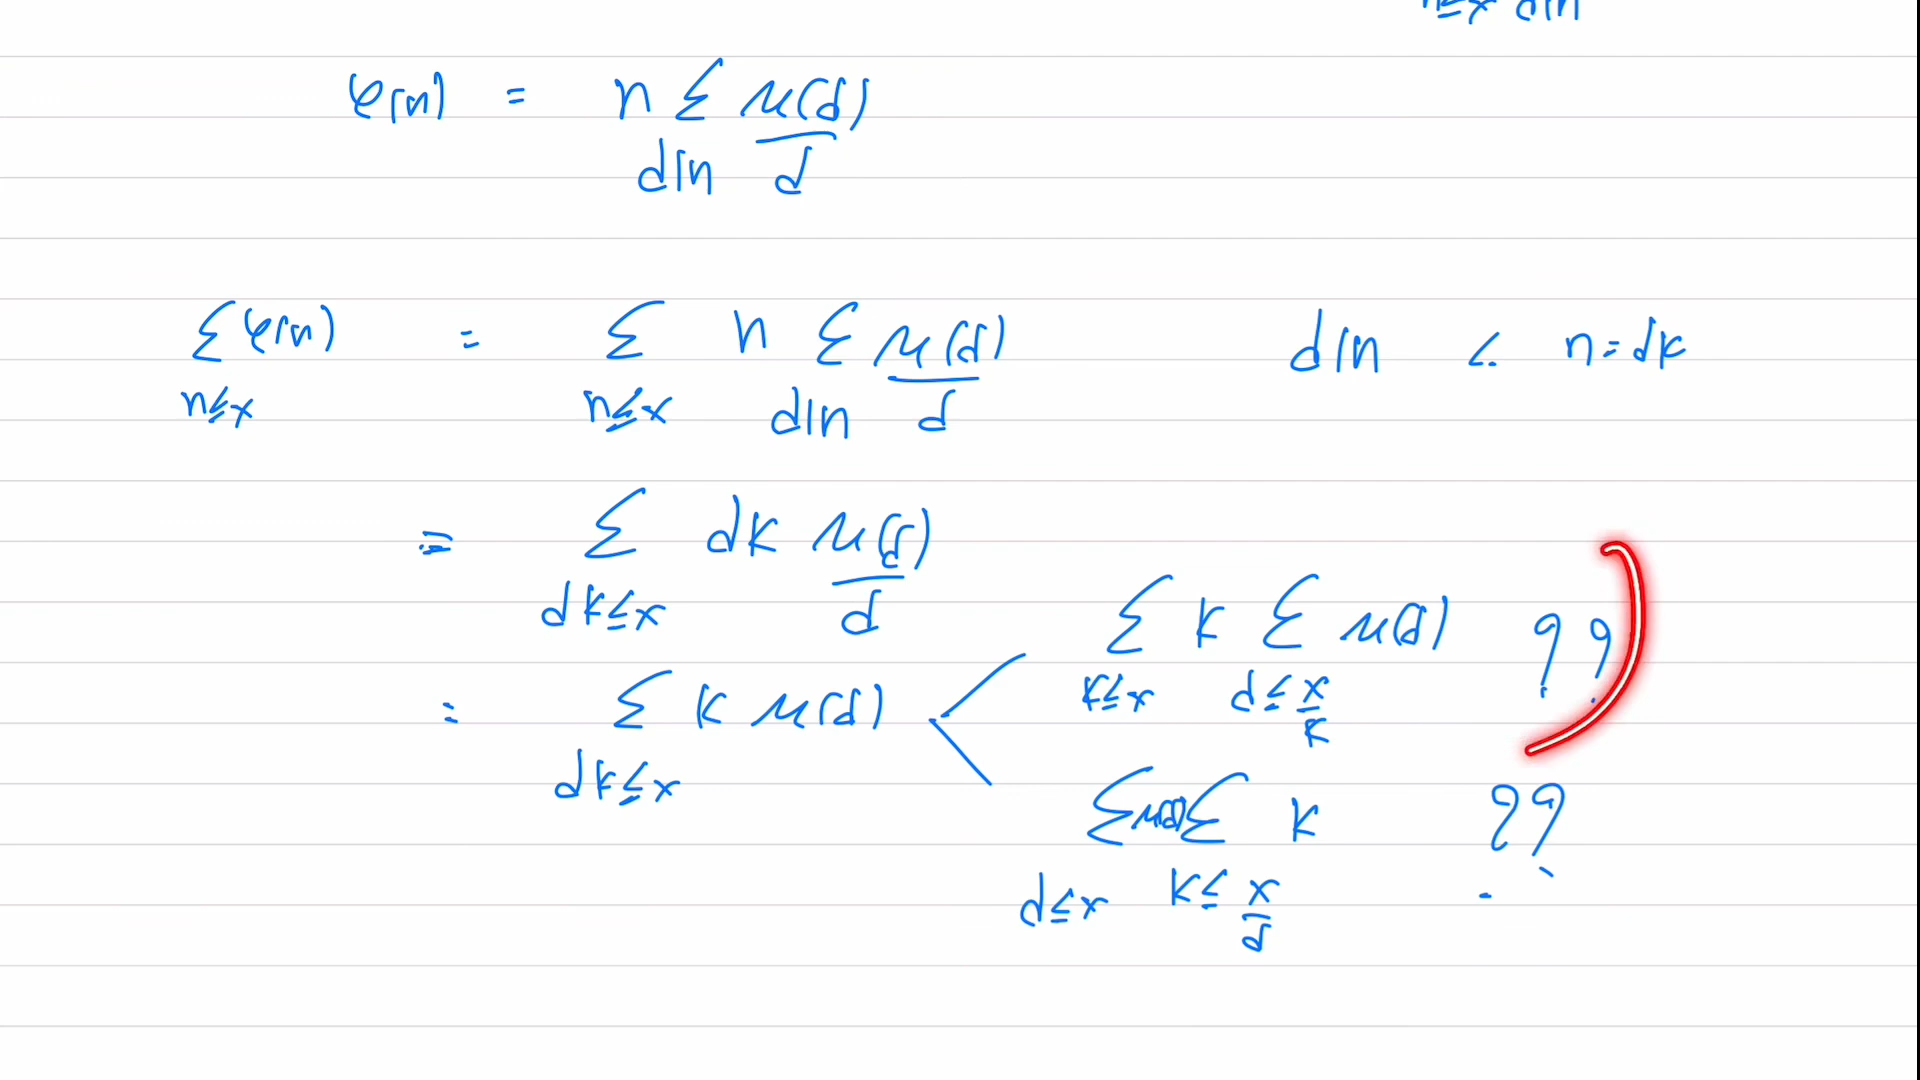 n≤x d|n
φ(n) = n Σ μ(d)
d|n d
Σ φ(n) = Σ n Σ μ(d) d|n < n=dk
n≤x n≤x d|n d
= Σ dk μ(d)
dk≤x d
Σ k Σ μ(d) ??
k≤x d≤x/k
= Σ k μ(d)
dk≤x
Σ μ(d) Σ k ??
d≤x k≤x/d